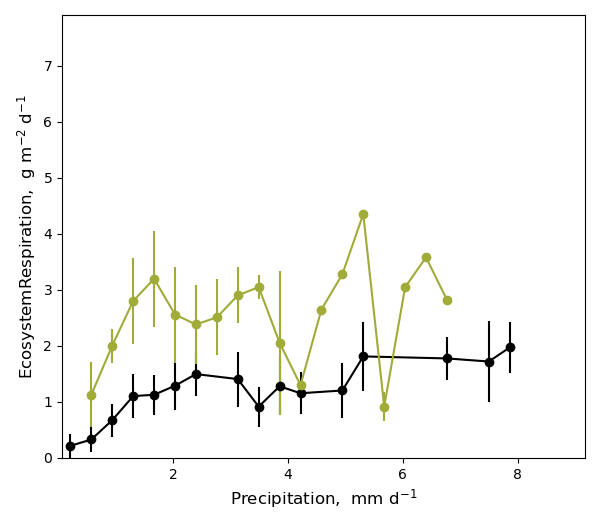 7
6
5
4
3
2
1
0
EcosystemRespiration,  g m⁻² d⁻¹
2 4 6 8
Precipitation,  mm d⁻¹